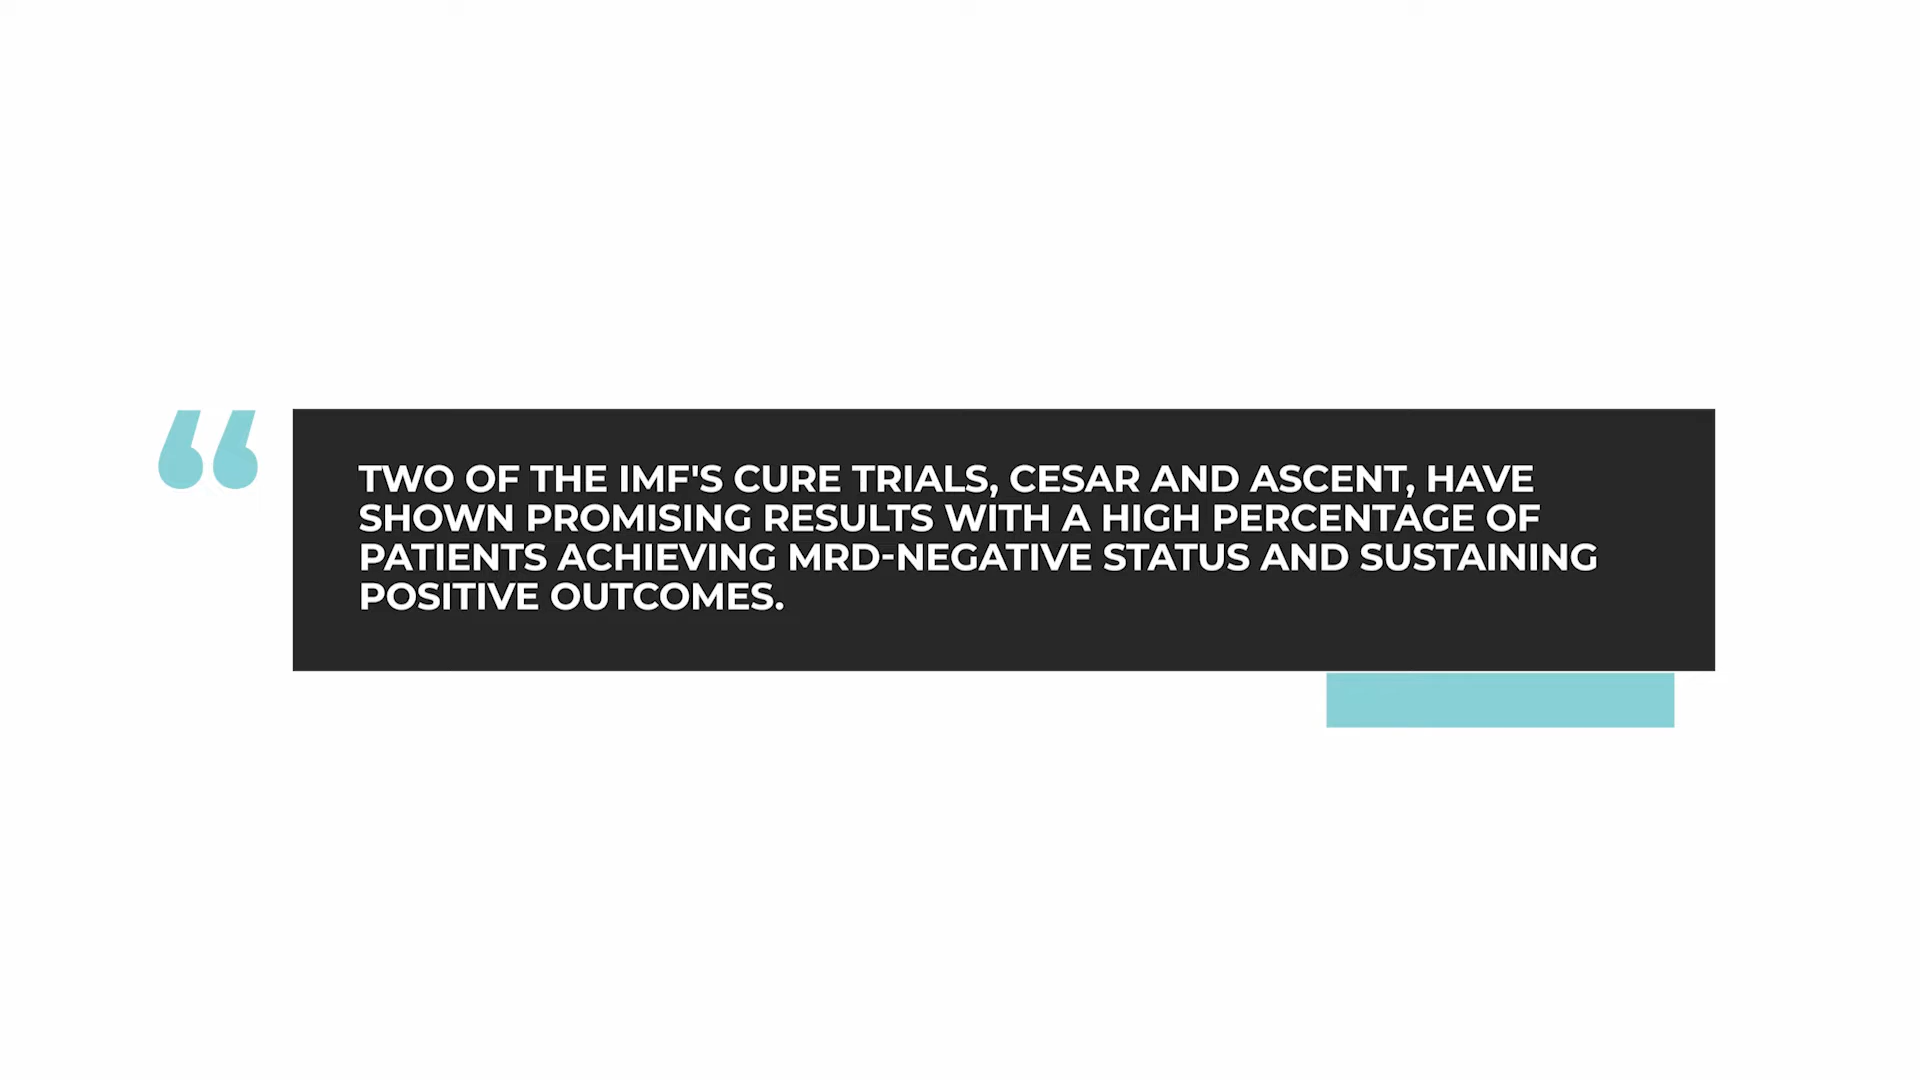 “
TWO OF THE IMF'S CURE TRIALS, CESAR AND ASCENT, HAVE
SHOWN PROMISING RESULTS WITH A HIGH PERCENTAGE OF
PATIENTS ACHIEVING MRD-NEGATIVE STATUS AND SUSTAINING
POSITIVE OUTCOMES.